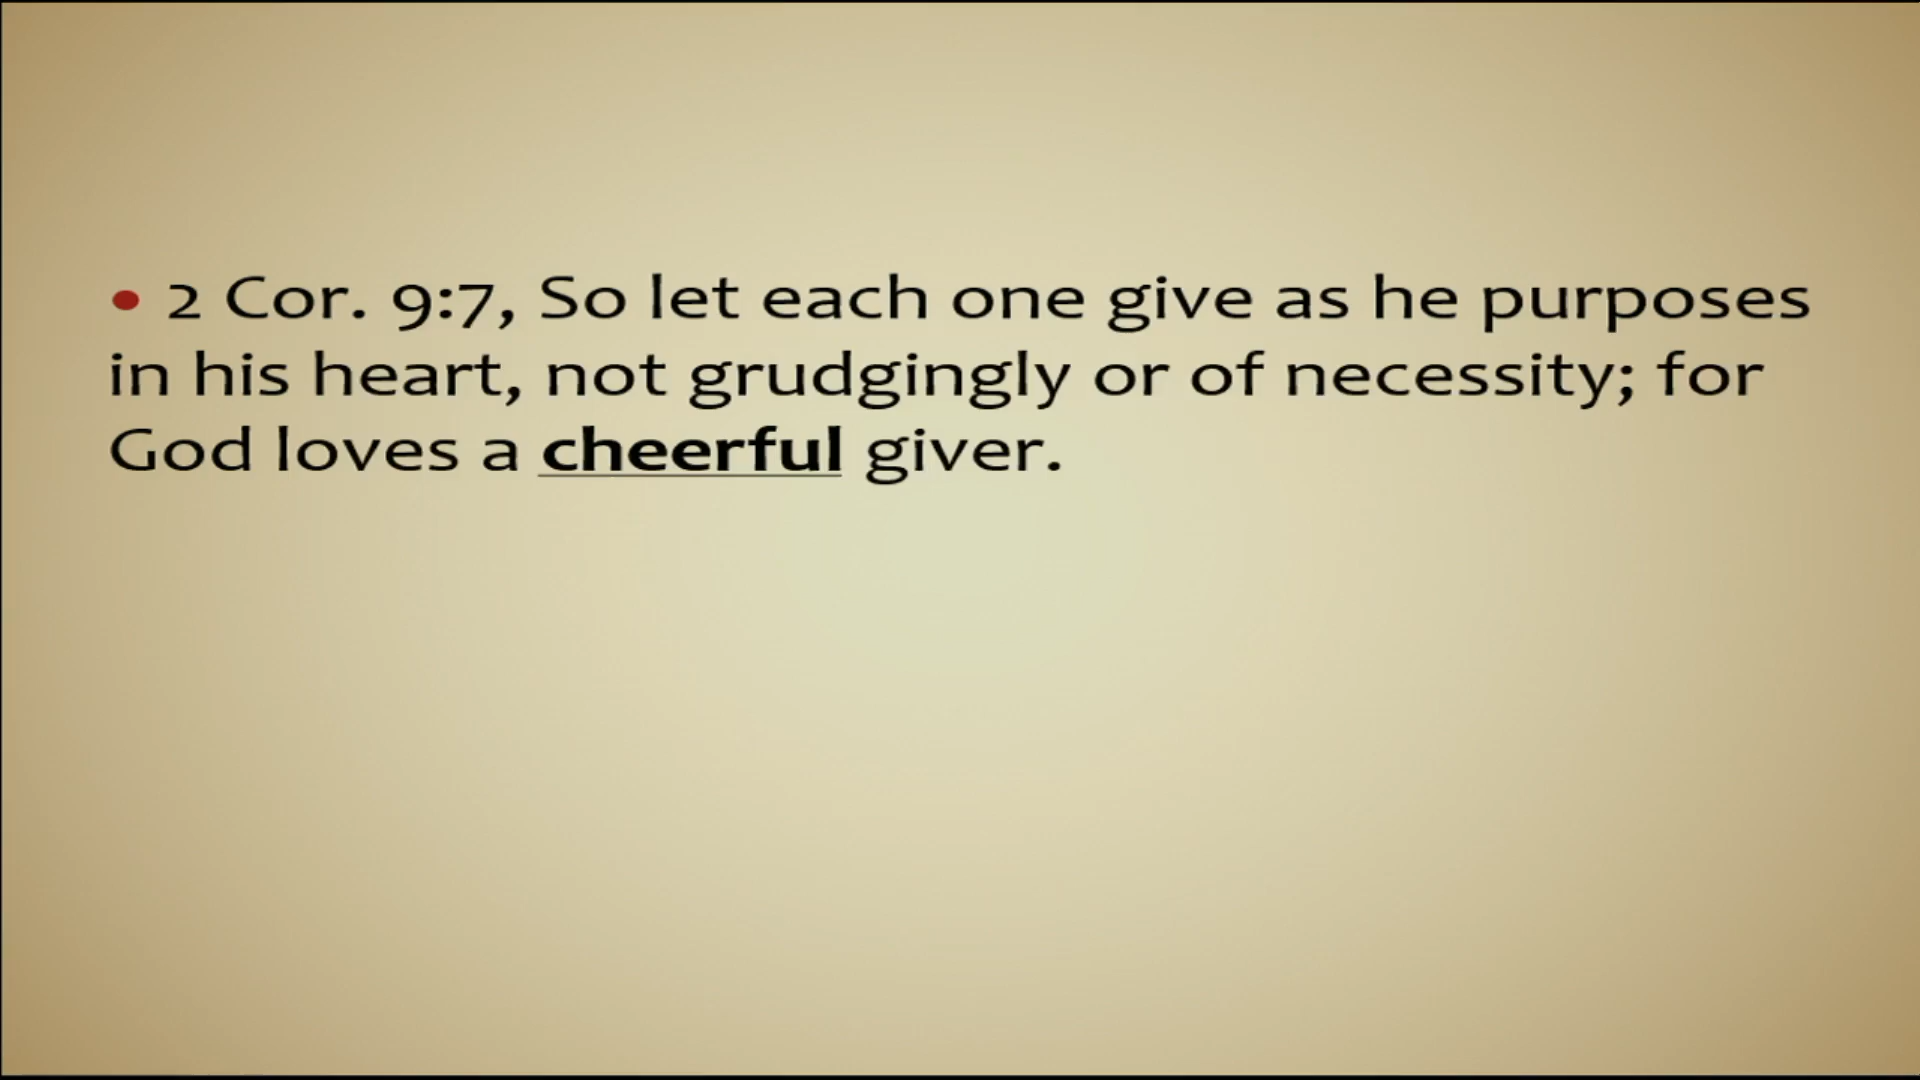 • 2 Cor. 9:7, So let each one give as he purposes
in his heart, not grudgingly or of necessity; for
God loves a cheerful giver.